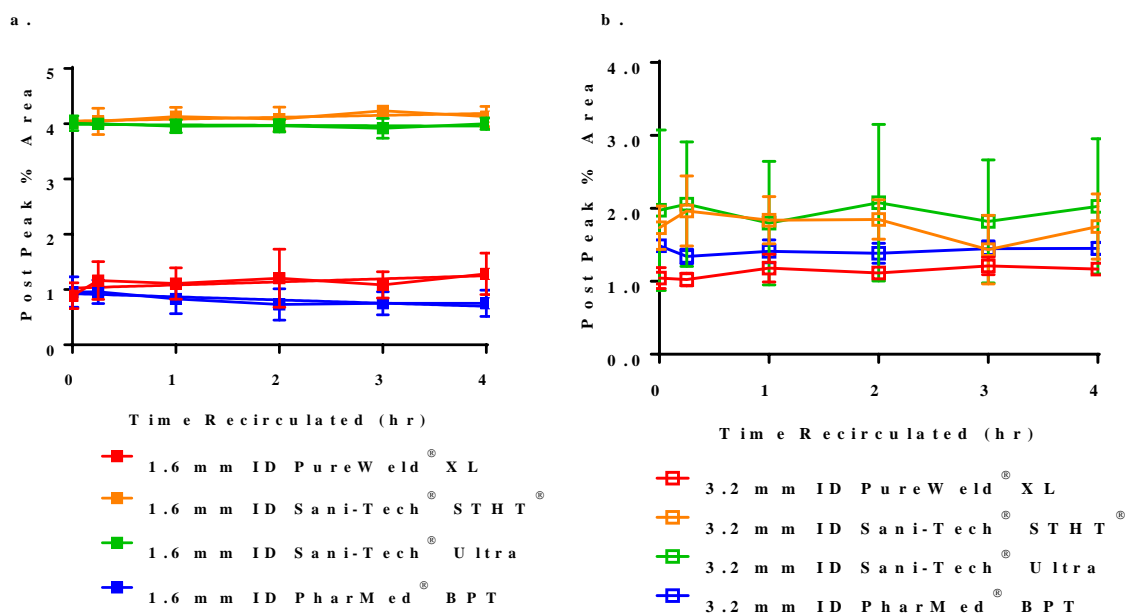 a.
5
4
3
2
1
0
Post Peak % Area
0 1 2 3 4
Time Recirculated (hr)
1.6 mm ID PureWeld® XL
1.6 mm ID Sani-Tech® STHT®
1.6 mm ID Sani-Tech® Ultra
1.6 mm ID PharMed® BPT
b.
4.0
3.0
2.0
1.0
0.0
Post Peak % Area
0 1 2 3 4
Time Recirculated (hr)
3.2 mm ID PureWeld® XL
3.2 mm ID Sani-Tech® STHT®
3.2 mm ID Sani-Tech® Ultra
3.2 mm ID PharMed® BPT